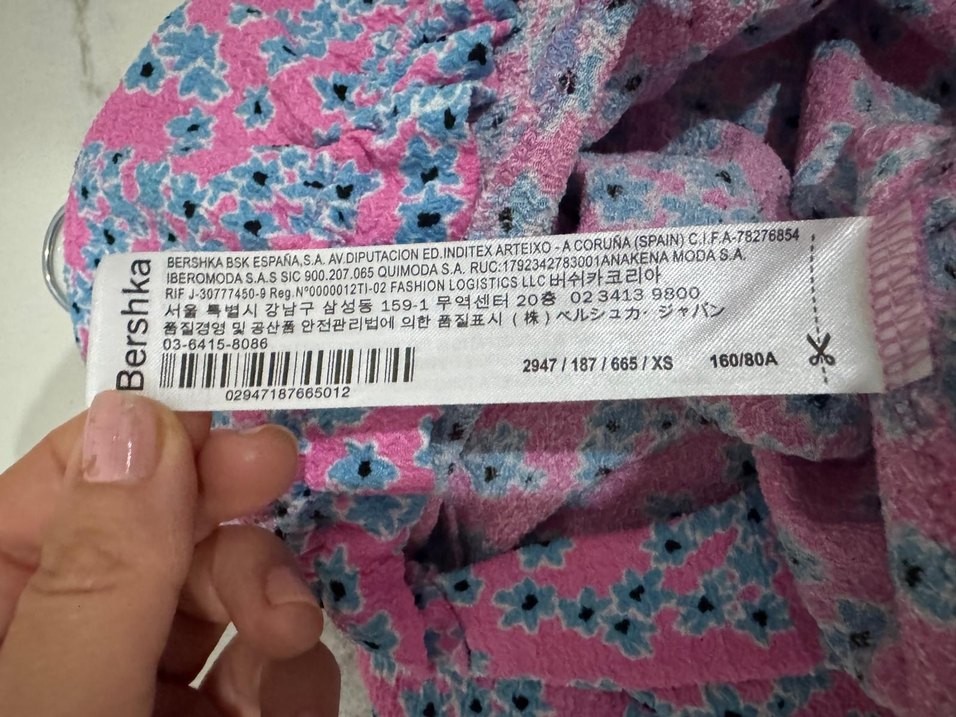 Bershka
BERSHKA BSK ESPAÑA,S.A. AV.DIPUTACION ED.INDITEX ARTEIXO - A CORUÑA (SPAIN) C.I.F.A-78276854
IBEROMODA S.A.S SIC 900.207.065 QUIMODA S.A. RUC:1792342783001ANAKENA MODA S.A.
RIF J-30777450-9 Reg.Nº0000012TI-02 FASHION LOGISTICS LLC 버쉬카코리아
서울 특별시 강남구 삼성동 159-1 무역센터 20층 02 3413 9800
품질경영 및 공산품 안전관리법에 의한 품질표시 (株) ベルシュカ・ジャパン
03-6415-8086
02947187665012
2947 / 187 / 665 / XS 160/80A